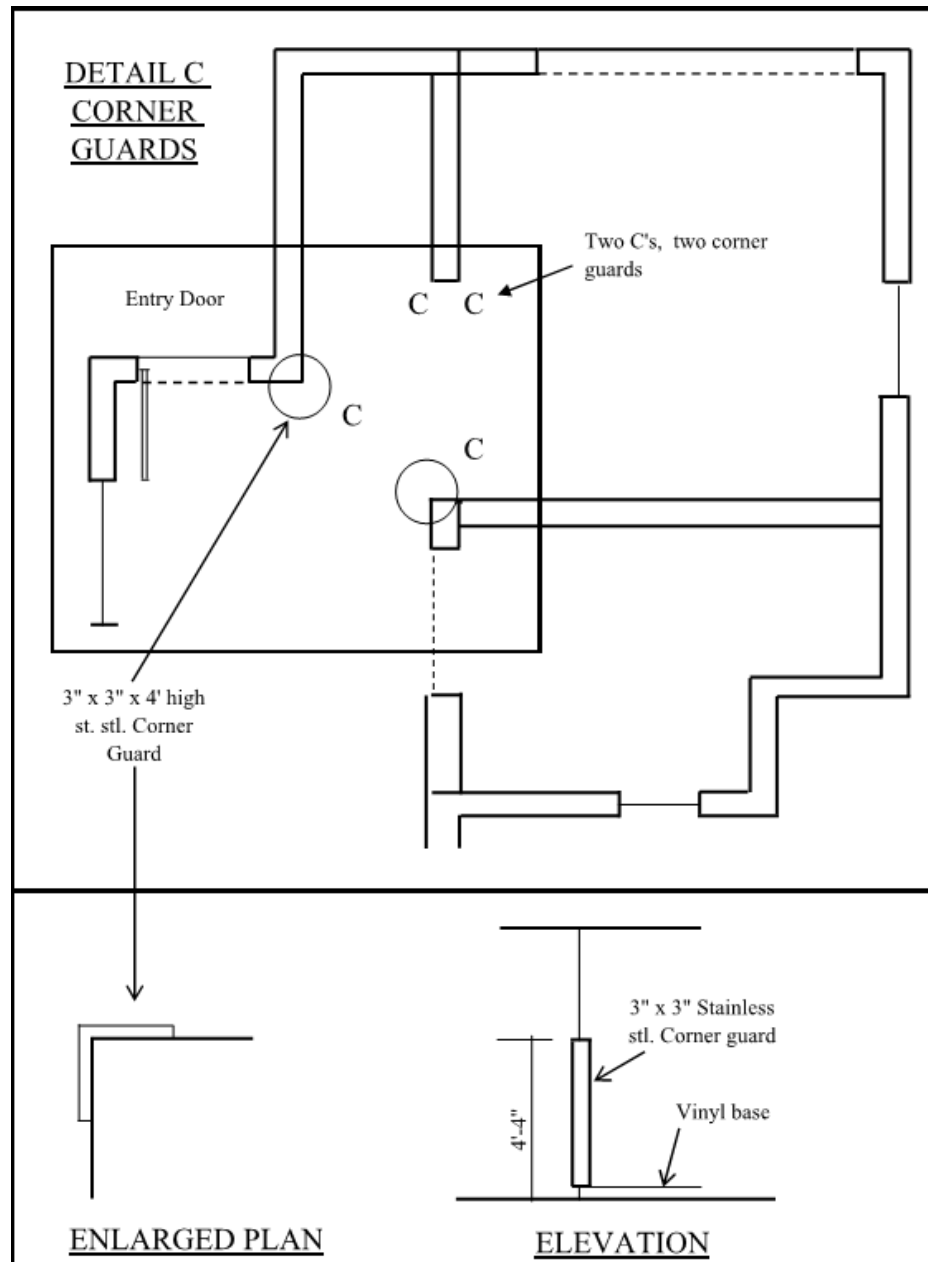 DETAIL C
CORNER
GUARDS
Two C's, two corner
guards
Entry Door
C C
C
C
3" x 3" x 4' high
st. stl. Corner
Guard
3" x 3" Stainless
stl. Corner guard
Vinyl base
4'-4"
ENLARGED PLAN
ELEVATION